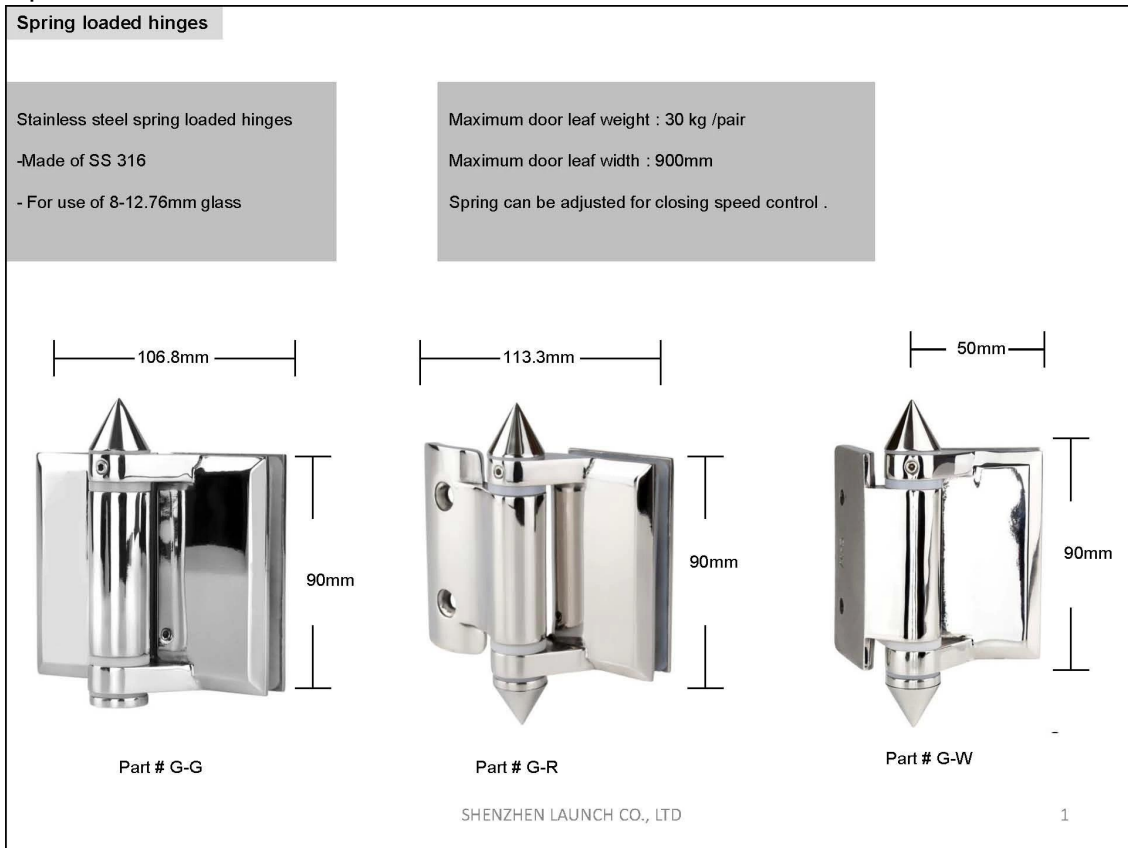 Spring loaded hinges
Stainless steel spring loaded hinges
-Made of SS 316
- For use of 8-12.76mm glass
Maximum door leaf weight : 30 kg /pair
Maximum door leaf width : 900mm
Spring can be adjusted for closing speed control .
106.8mm
113.3mm
50mm
90mm
90mm
90mm
Part # G-G
Part # G-R
Part # G-W
SHENZHEN LAUNCH CO., LTD
1